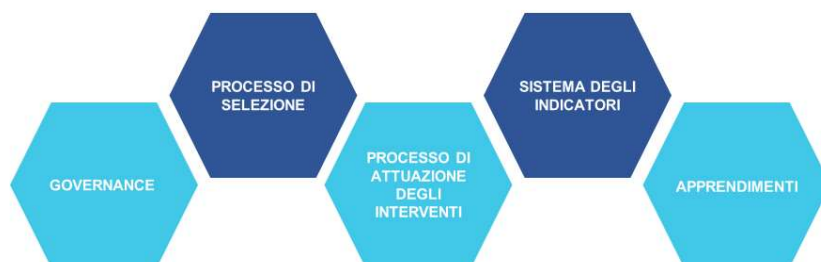 GOVERNANCE
PROCESSO DI
SELEZIONE
PROCESSO DI
ATTUAZIONE
DEGLI
INTERVENTI
SISTEMA DEGLI
INDICATORI
APPRENDIMENTI